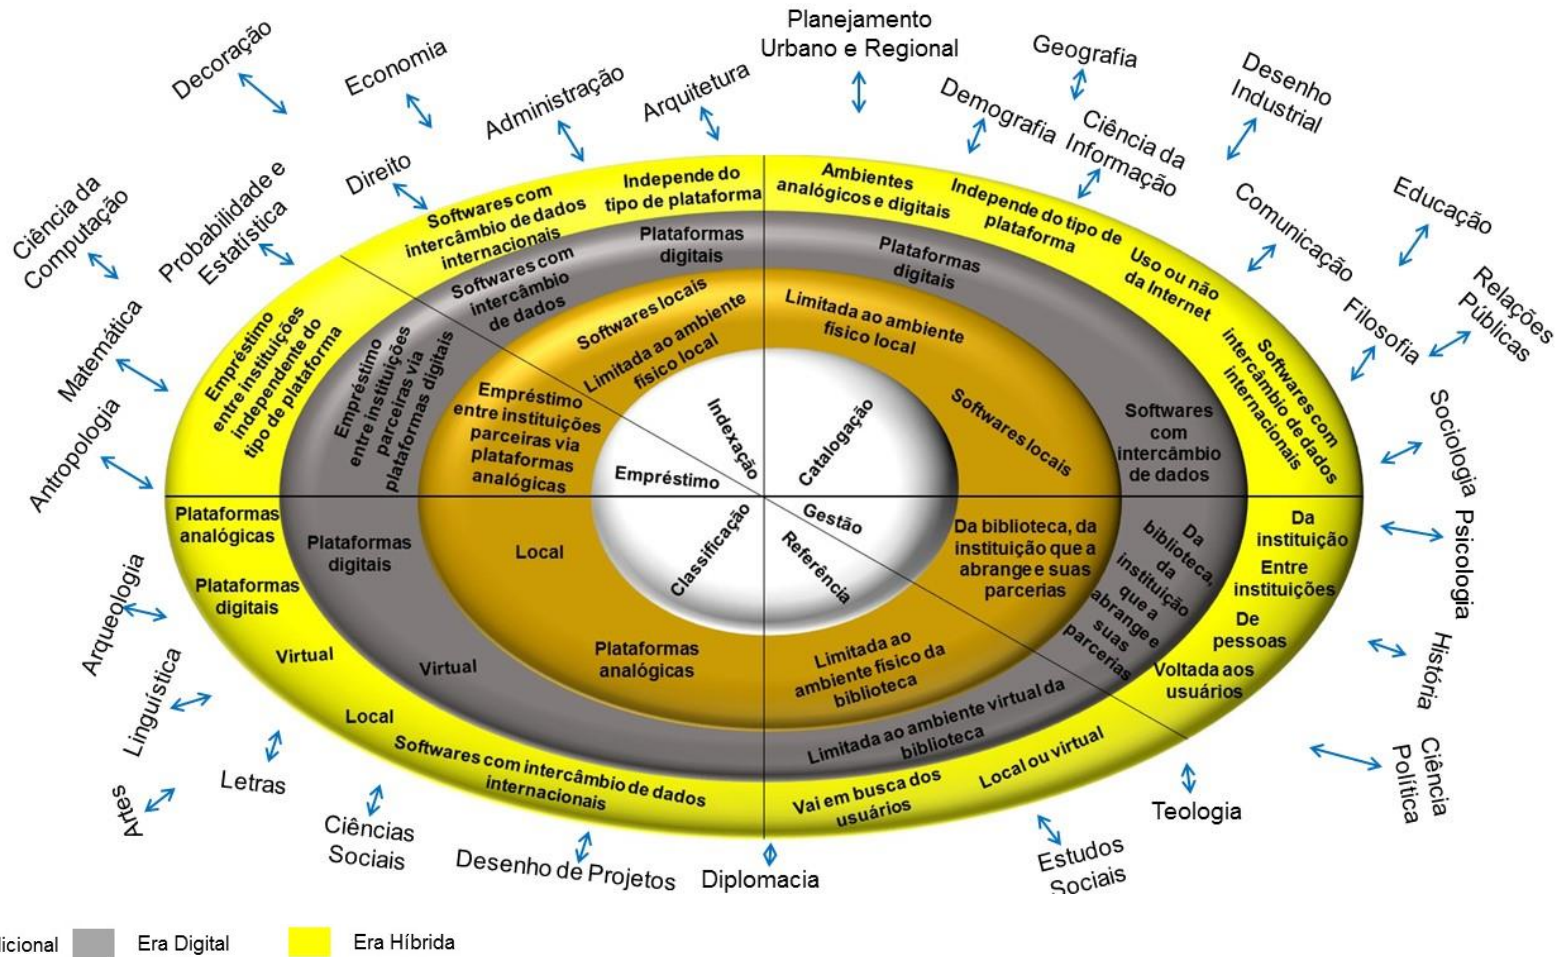 Planejamento
Urbano e Regional
Geografia
Desenho
Industrial
Decoração
Economia
Administração
Arquitetura
Demografia
Ciência da
Informação
Direito
Probabilidade e
Estatística
Ciência da
Computação
Comunicação
Educação
Relações
Públicas
Filosofia
Matemática
Antropologia
Sociologia
Psicologia
Arqueologia
História
Linguística
Ciência
Política
Artes
Letras
Ciências
Sociais
Desenho de Projetos
Diplomacia
Estudos
Sociais
Teologia
Softwares com
intercâmbio de dados
internacionais
Independe do
tipo de plataforma
Ambientes
analógicos e digitais
Independe do tipo de
plataforma
Uso ou não
da Internet
Softwares com
intercâmbio de dados
internacionais
Empréstimo
entre instituições
independente do
tipo de plataforma
Plataformas
digitais
Softwares com
intercâmbio
de dados
Plataformas
digitais
Softwares
com
intercâmbio
de dados
Empréstimo
entre instituições
parceiras via
plataformas digitais
Softwares locais
Limitada ao ambiente
físico local
Limitada ao ambiente
físico local
Softwares locais
Empréstimo
entre instituições
parceiras via
plataformas
analógicas
Indexação
Catalogação
Empréstimo
Gestão
Classificação
Referência
Plataformas
analógicas
Plataformas
digitais
Virtual
Local
Softwares com intercâmbio de dados
internacionais
Plataformas
digitais
Virtual
Local
Plataformas
analógicas
Da biblioteca, da
instituição que a
abrange e suas
parcerias
Da
biblioteca,
da
instituição
que a
abrange e
suas
parcerias
Da
instituição
Entre
instituições
De
pessoas
Voltada aos
usuários
Limitada ao
ambiente físico da
biblioteca
Limitada ao ambiente virtual da
biblioteca
Vai em busca dos
usuários
Local ou virtual
dicional
Era Digital
Era Híbrida